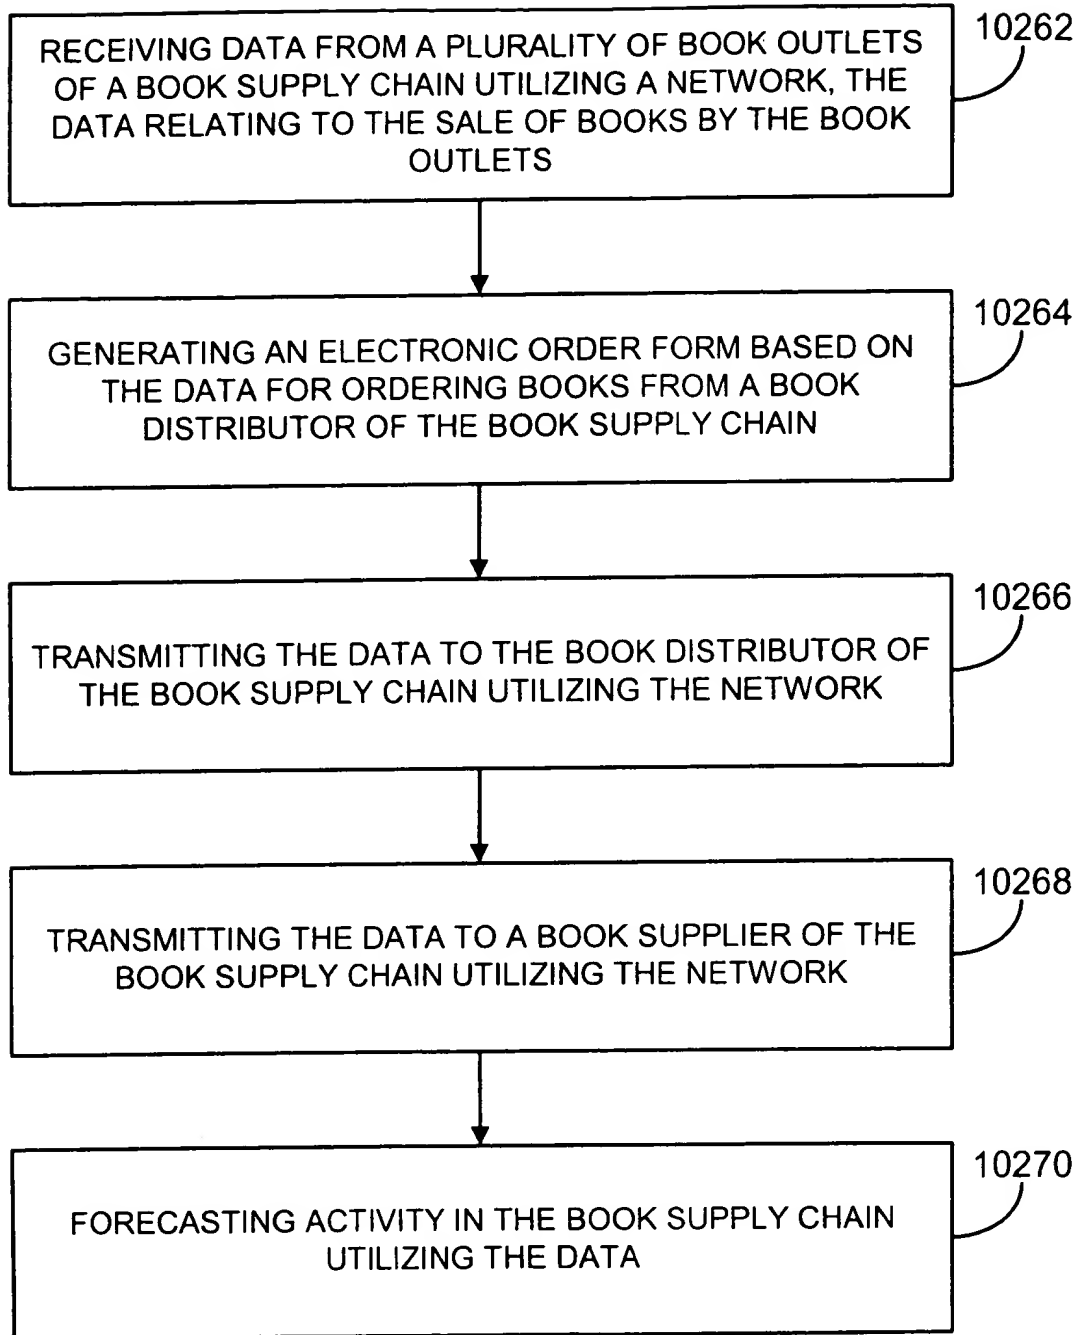 10262
RECEIVING DATA FROM A PLURALITY OF BOOK OUTLETS
OF A BOOK SUPPLY CHAIN UTILIZING A NETWORK, THE
DATA RELATING TO THE SALE OF BOOKS BY THE BOOK
OUTLETS
10264
GENERATING AN ELECTRONIC ORDER FORM BASED ON
THE DATA FOR ORDERING BOOKS FROM A BOOK
DISTRIBUTOR OF THE BOOK SUPPLY CHAIN
10266
TRANSMITTING THE DATA TO THE BOOK DISTRIBUTOR OF
THE BOOK SUPPLY CHAIN UTILIZING THE NETWORK
10268
TRANSMITTING THE DATA TO A BOOK SUPPLIER OF THE
BOOK SUPPLY CHAIN UTILIZING THE NETWORK
10270
FORECASTING ACTIVITY IN THE BOOK SUPPLY CHAIN
UTILIZING THE DATA